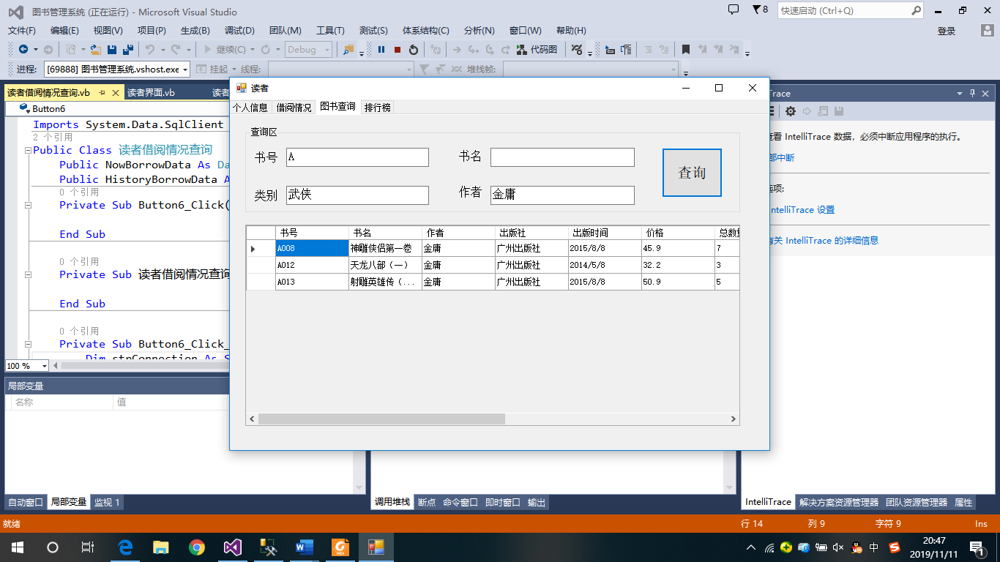 图书管理系统 (正在运行) - Microsoft Visual Studio
8
快速启动 (Ctrl+Q)
文件(F) 编辑(E) 视图(V) 项目(P) 生成(B) 调试(D) 团队(M) 工具(T) 测试(S) 体系结构(C) 分析(N) 窗口(W) 帮助(H)
登录
继续(C) Debug 代码图
进程: [69888] 图书管理系统.vshost.exe 挂起 线程: 堆栈帧:
读者借阅情况查询.vb 读者界面.vb 读者
Button6
Imports System.Data.SqlClient
2 个引用
Public Class 读者借阅情况查询
Public NowBorrowData As Da
Public HistoryBorrowData A
0 个引用
Private Sub Button6_Click(
End Sub
0 个引用
Private Sub 读者借阅情况查询
End Sub
0 个引用
Private Sub Button6_Click_
Dim strConnection As S
100 %
局部变量
名称 值
自动窗口 局部变量 监视 1
读者
个人信息 借阅情况 图书查询 排行榜
查询区
书号 A 书名
查询
类别 武侠 作者 金庸
书号 书名 作者 出版社 出版时间 价格 总数量
A008 神雕侠侣第一卷 金庸 广州出版社 2015/8/8 45.9 7
A012 天龙八部（一） 金庸 广州出版社 2014/5/8 32.2 3
A013 射雕英雄传（... 金庸 广州出版社 2015/8/8 50.9 5
调用堆栈 断点 命令窗口 即时窗口 输出
Trace
查看 IntelliTrace 数据，必须中断应用程序的执行。
部中断
选项:
IntelliTrace 设置
有关 IntelliTrace 的详细信息
IntelliTrace 解决方案资源管理器 团队资源管理器 属性
就绪
行 14 列 9 字符 9 Ins
中
20:47
2019/11/11
1